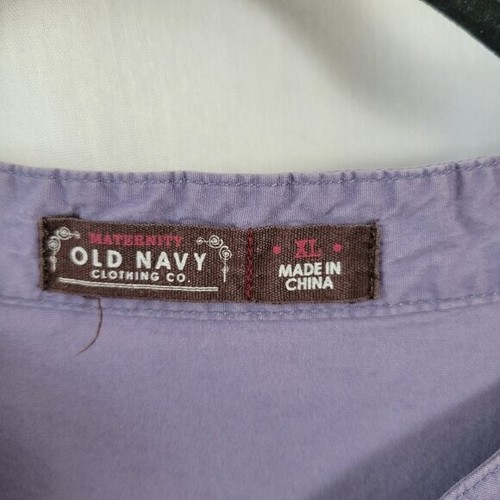 MATERNITY
OLD NAVY
CLOTHING CO.
• XL •
MADE IN
CHINA